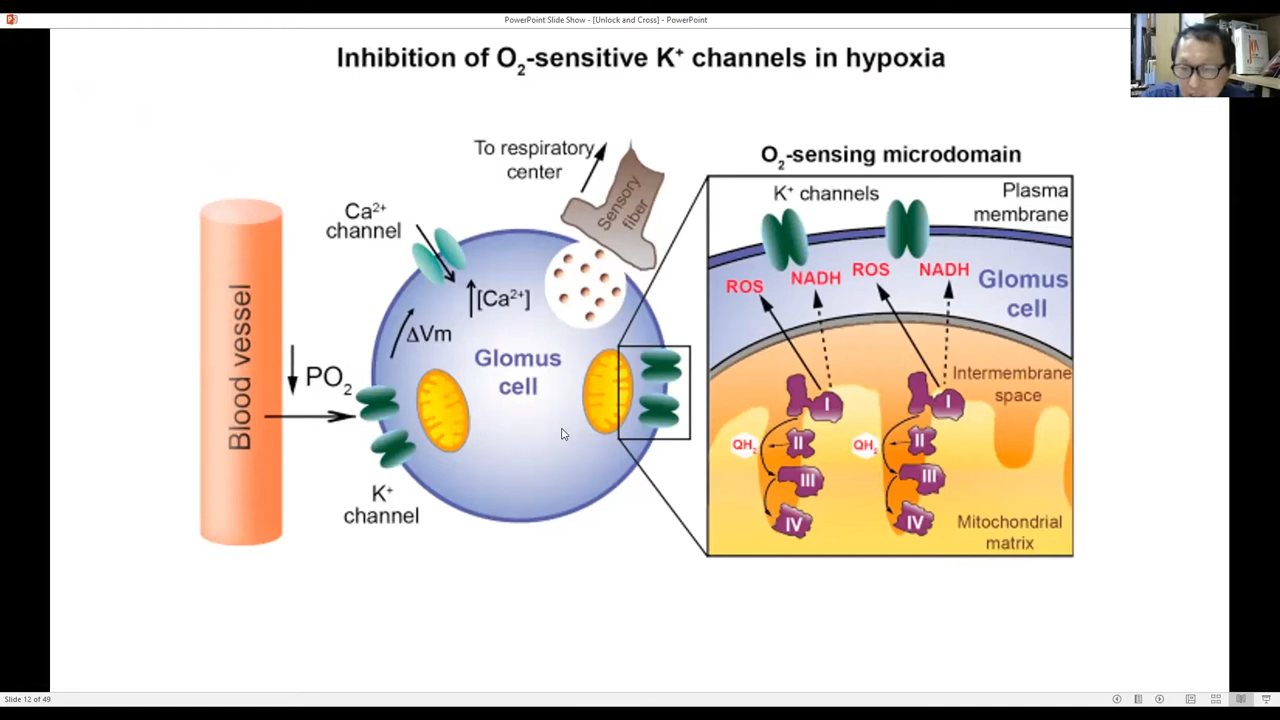 PowerPoint Slide Show - [Unlock and Cross] - PowerPoint
Inhibition of O₂-sensitive K⁺ channels in hypoxia
To respiratory
center
Sensory
fiber
Ca²⁺
channel
↑[Ca²⁺]
ΔVm
Glomus
cell
Blood vessel
↓ PO₂
K⁺
channel
O₂-sensing microdomain
K⁺ channels
Plasma
membrane
ROS
NADH
ROS
NADH
Glomus
cell
Intermembrane
space
I
I
QH₂
II
QH₂
II
III
III
IV
IV
Mitochondrial
matrix
Slide 12 of 49